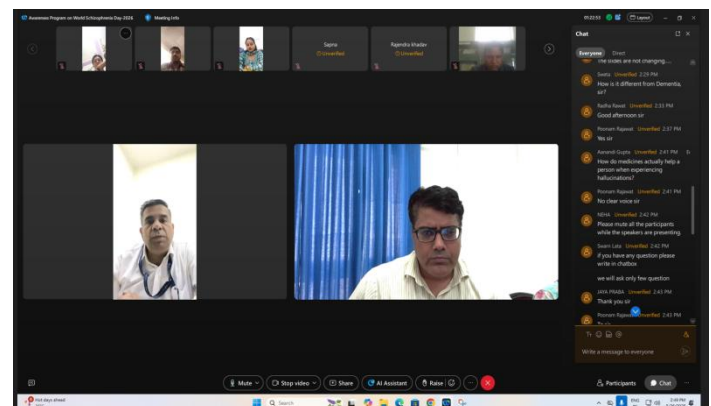 Awareness Program on World Schizophrenia Day-2026
Meeting Info
05:22:53
Layout
Sapna
Unverified
Rajendra khadav
Unverified
Chat
Everyone
Direct
The slides are not changing....
Sweta Unverified 2:29 PM
How is it different from Dementia,
sir?
Radha Rawat Unverified 2:33 PM
Good afternoon sir
Poonam Rajawat Unverified 2:37 PM
Yes sir
Aanendi Gupta Unverified 2:41 PM
How do medicines actually help a
person when experiencing
hallucinations?
Poonam Rajawat Unverified 2:41 PM
No clear voice sir
NEHA Unverified 2:42 PM
Please mute all the participants
while the speakers are presenting.
Swarn Lata Unverified 2:42 PM
if you have any question please
write in chatbox
we will ask only few question
JAYA PRABA Unverified 2:43 PM
Thank you sir
Poonam Rajawat Unverified 2:43 PM
Write a message to everyone
Mute
Stop video
Share
AI Assistant
Raise
Participants
Chat
Hot days ahead
Search
ENG